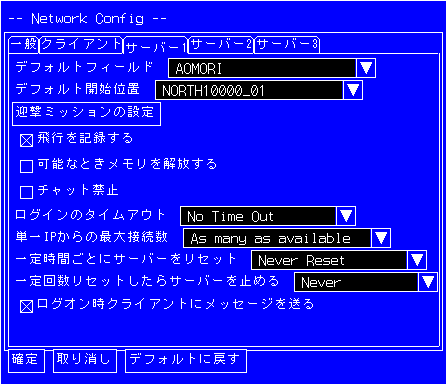 -- Network Config --
一般 クライアント サーバー1 サーバー2 サーバー3
デフォルトフィールド AOMORI
デフォルト開始位置 NORTH10000_01
迎撃ミッションの設定
飛行を記録する
可能なときメモリを解放する
チャット禁止
ログインのタイムアウト No Time Out
単一IPからの最大接続数 As many as available
一定時間ごとにサーバーをリセット Never Reset
一定回数リセットしたらサーバーを止める Never
ログオン時クライアントにメッセージを送る
確定 取り消し デフォルトに戻す